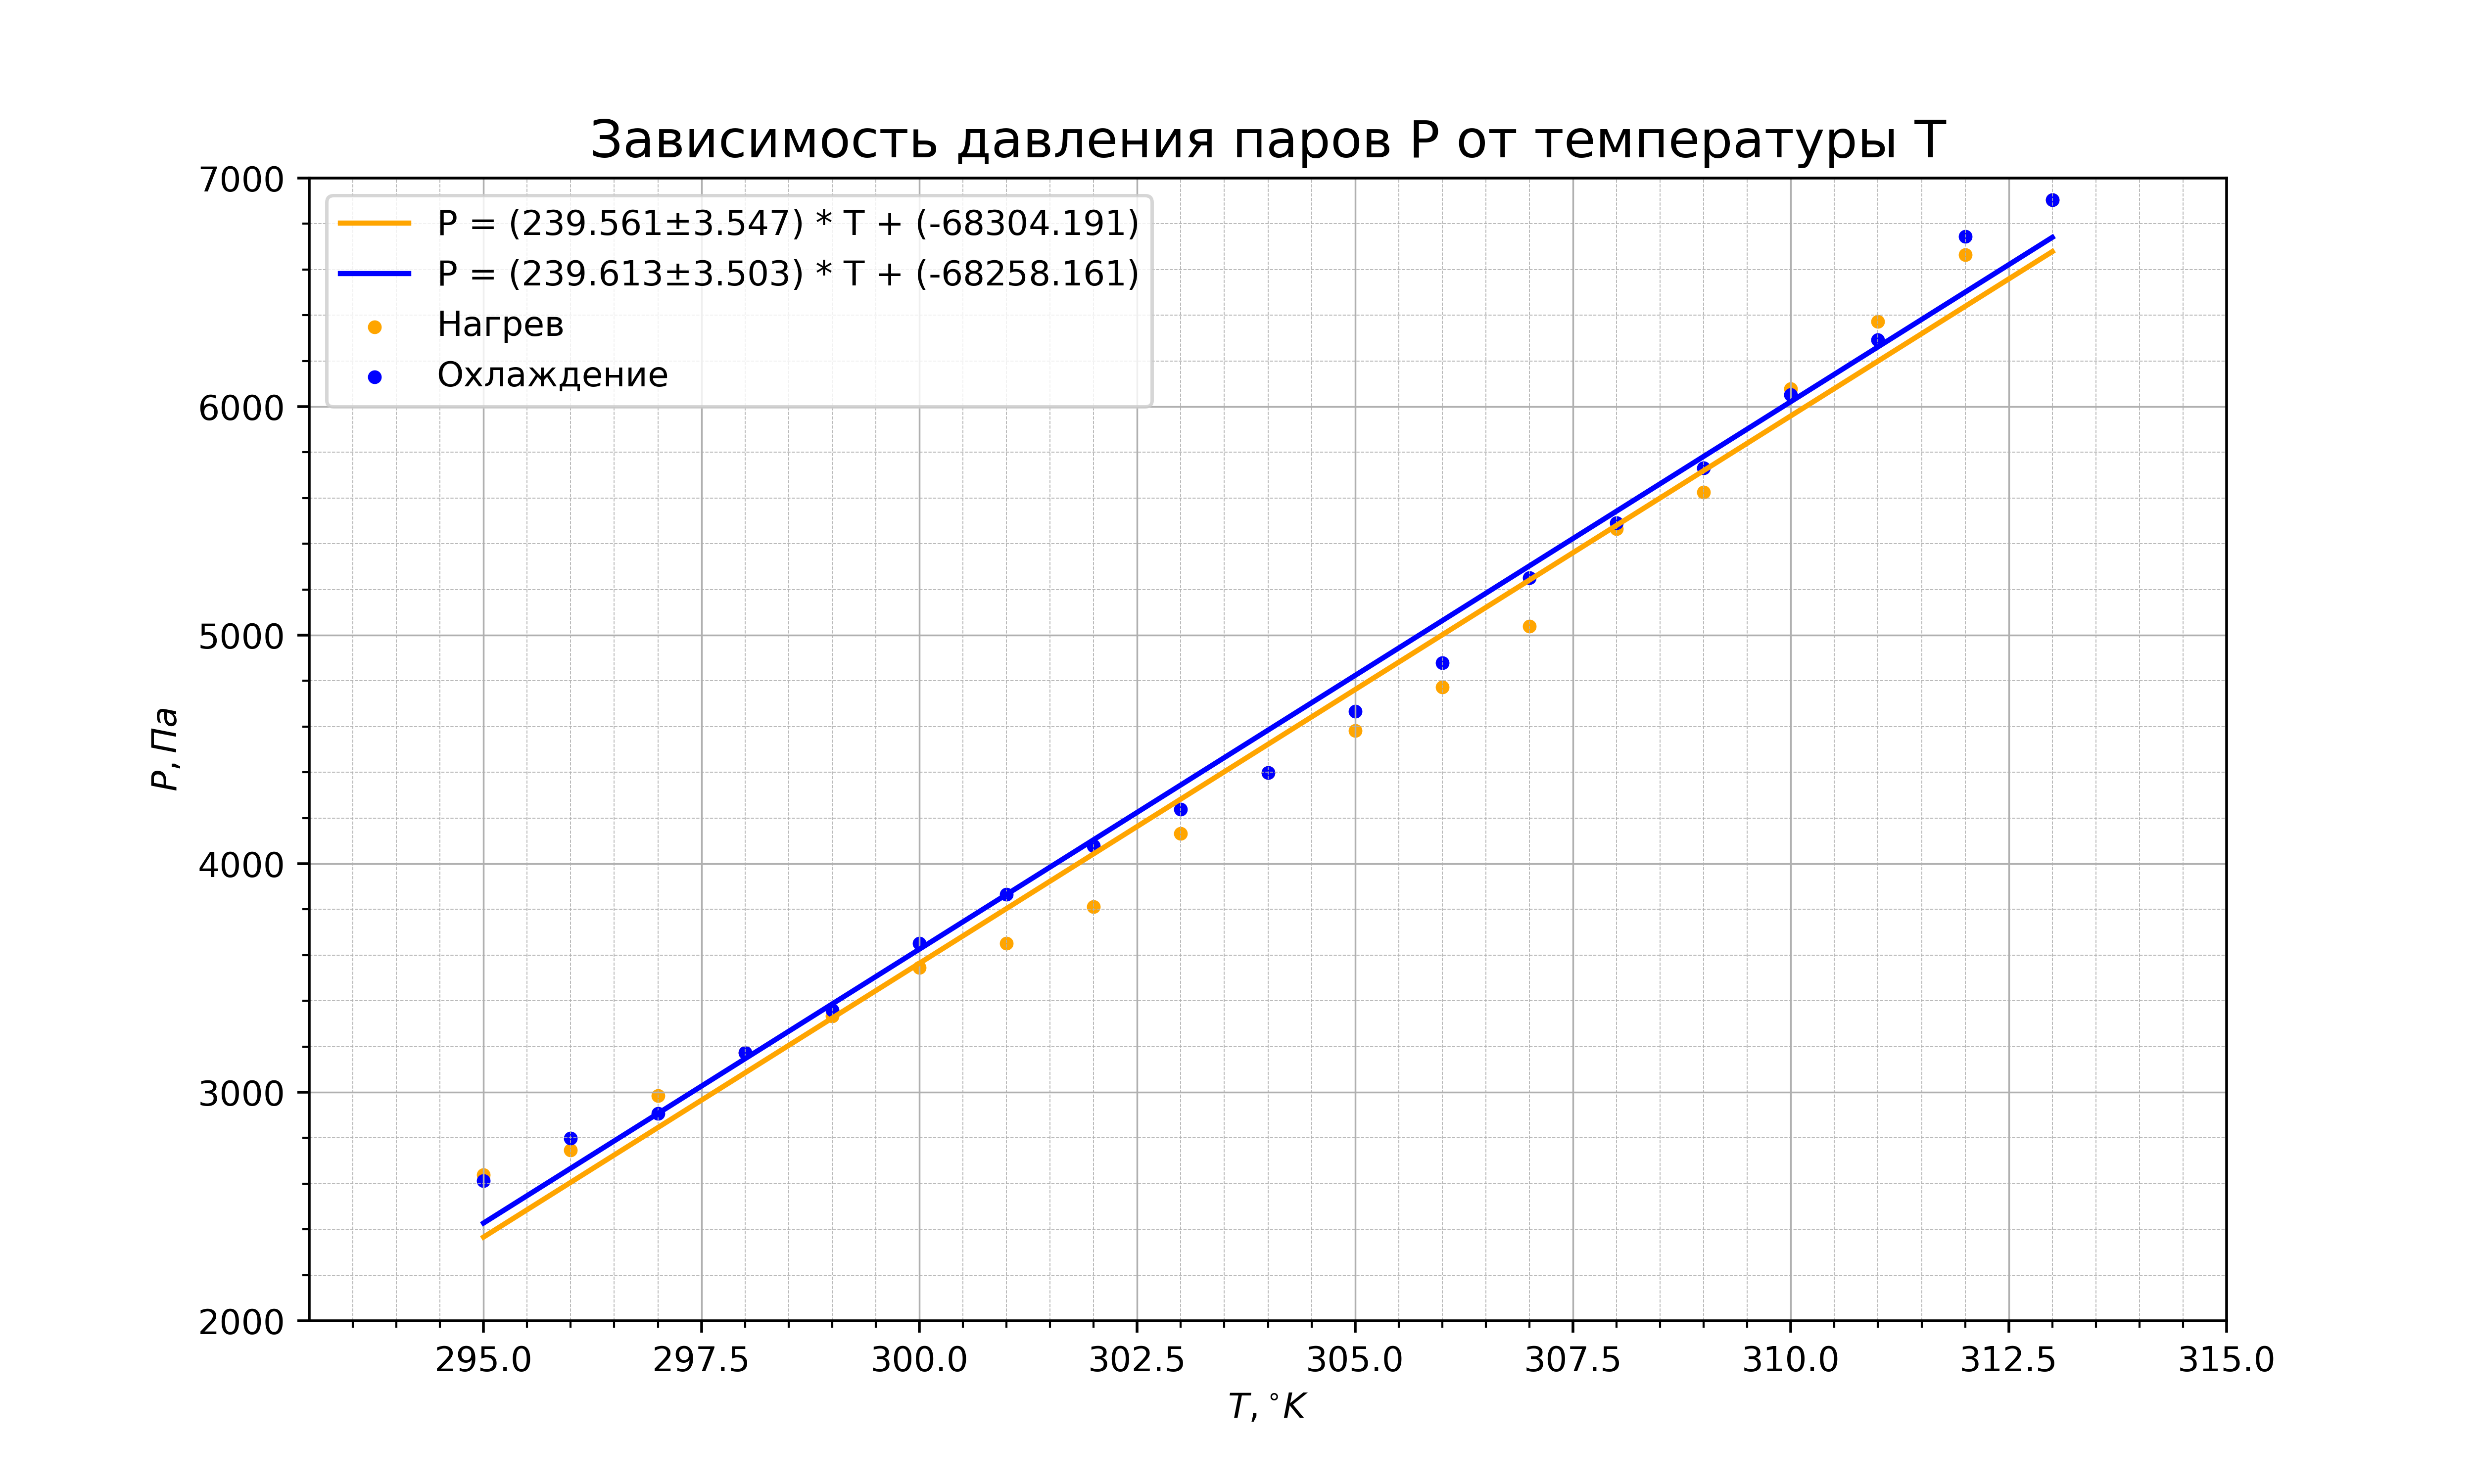 Зависимость давления паров P от температуры T
7000
6000
5000
4000
3000
2000
P = (239.561±3.547) * T + (-68304.191)
P = (239.613±3.503) * T + (-68258.161)
Нагрев
Охлаждение
P, Па
295.0 297.5 300.0 302.5 305.0 307.5 310.0 312.5 315.0
T, °K